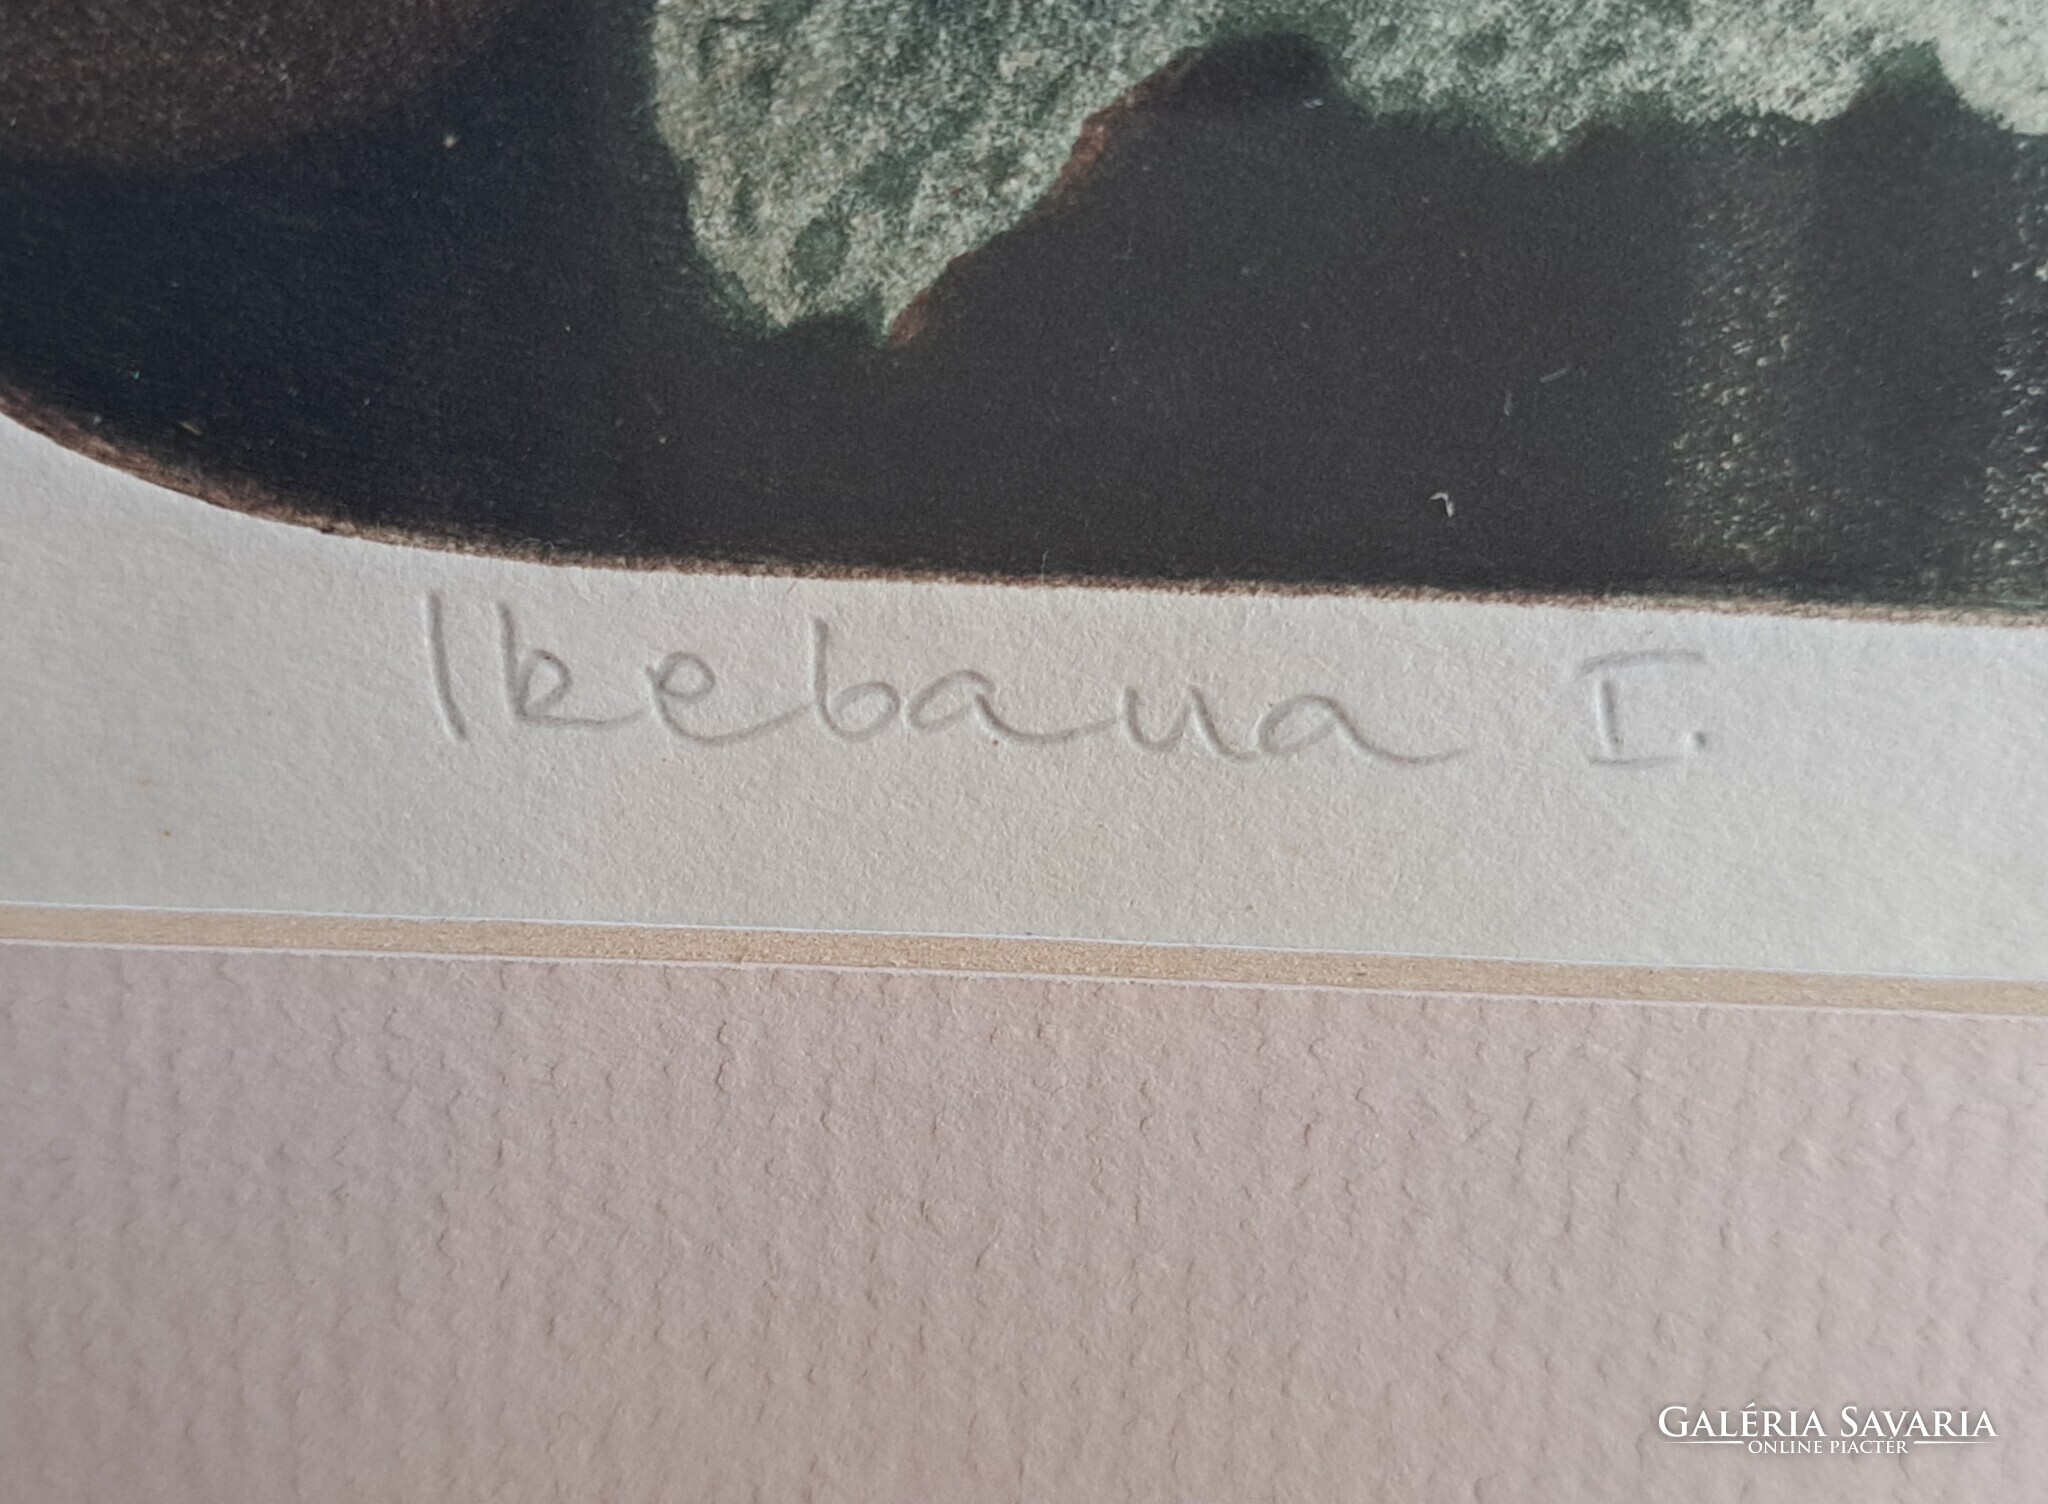 Ikebana I.
GALÉRIA SAVARIA
ONLINE PIACTÉR